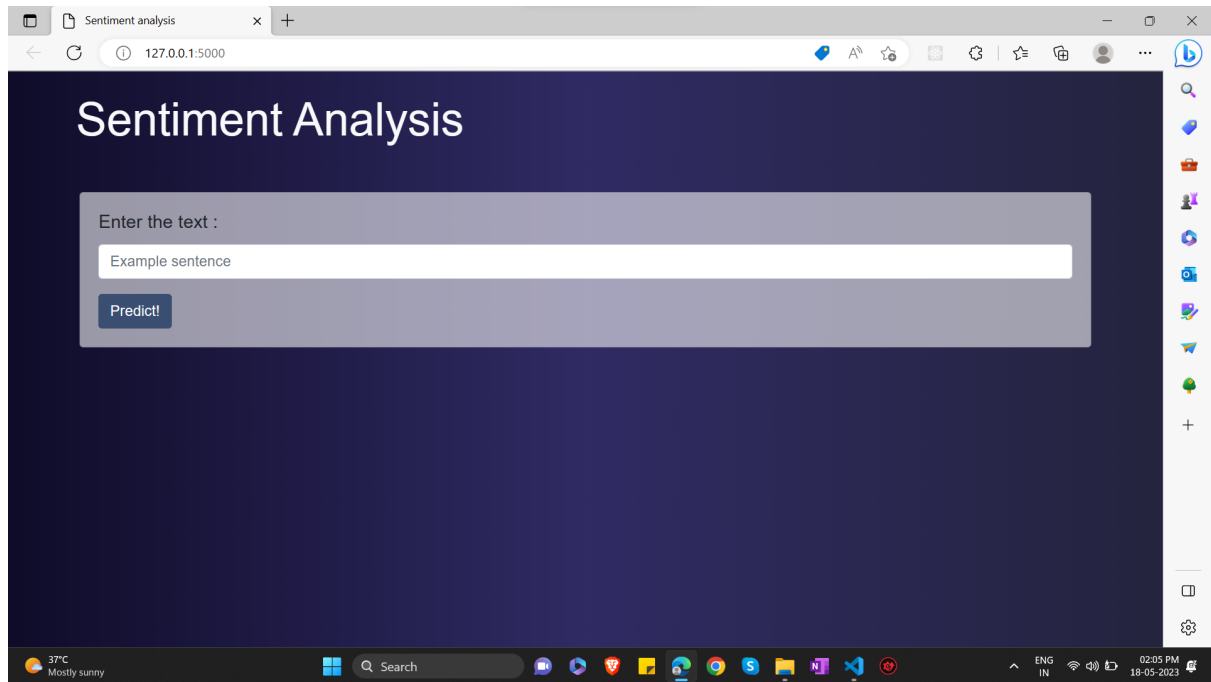 Sentiment analysis
127.0.0.1:5000
Sentiment Analysis
Enter the text :
Example sentence
Predict!
37°C
Mostly sunny
Search
ENG
IN
02:05 PM
18-05-2023